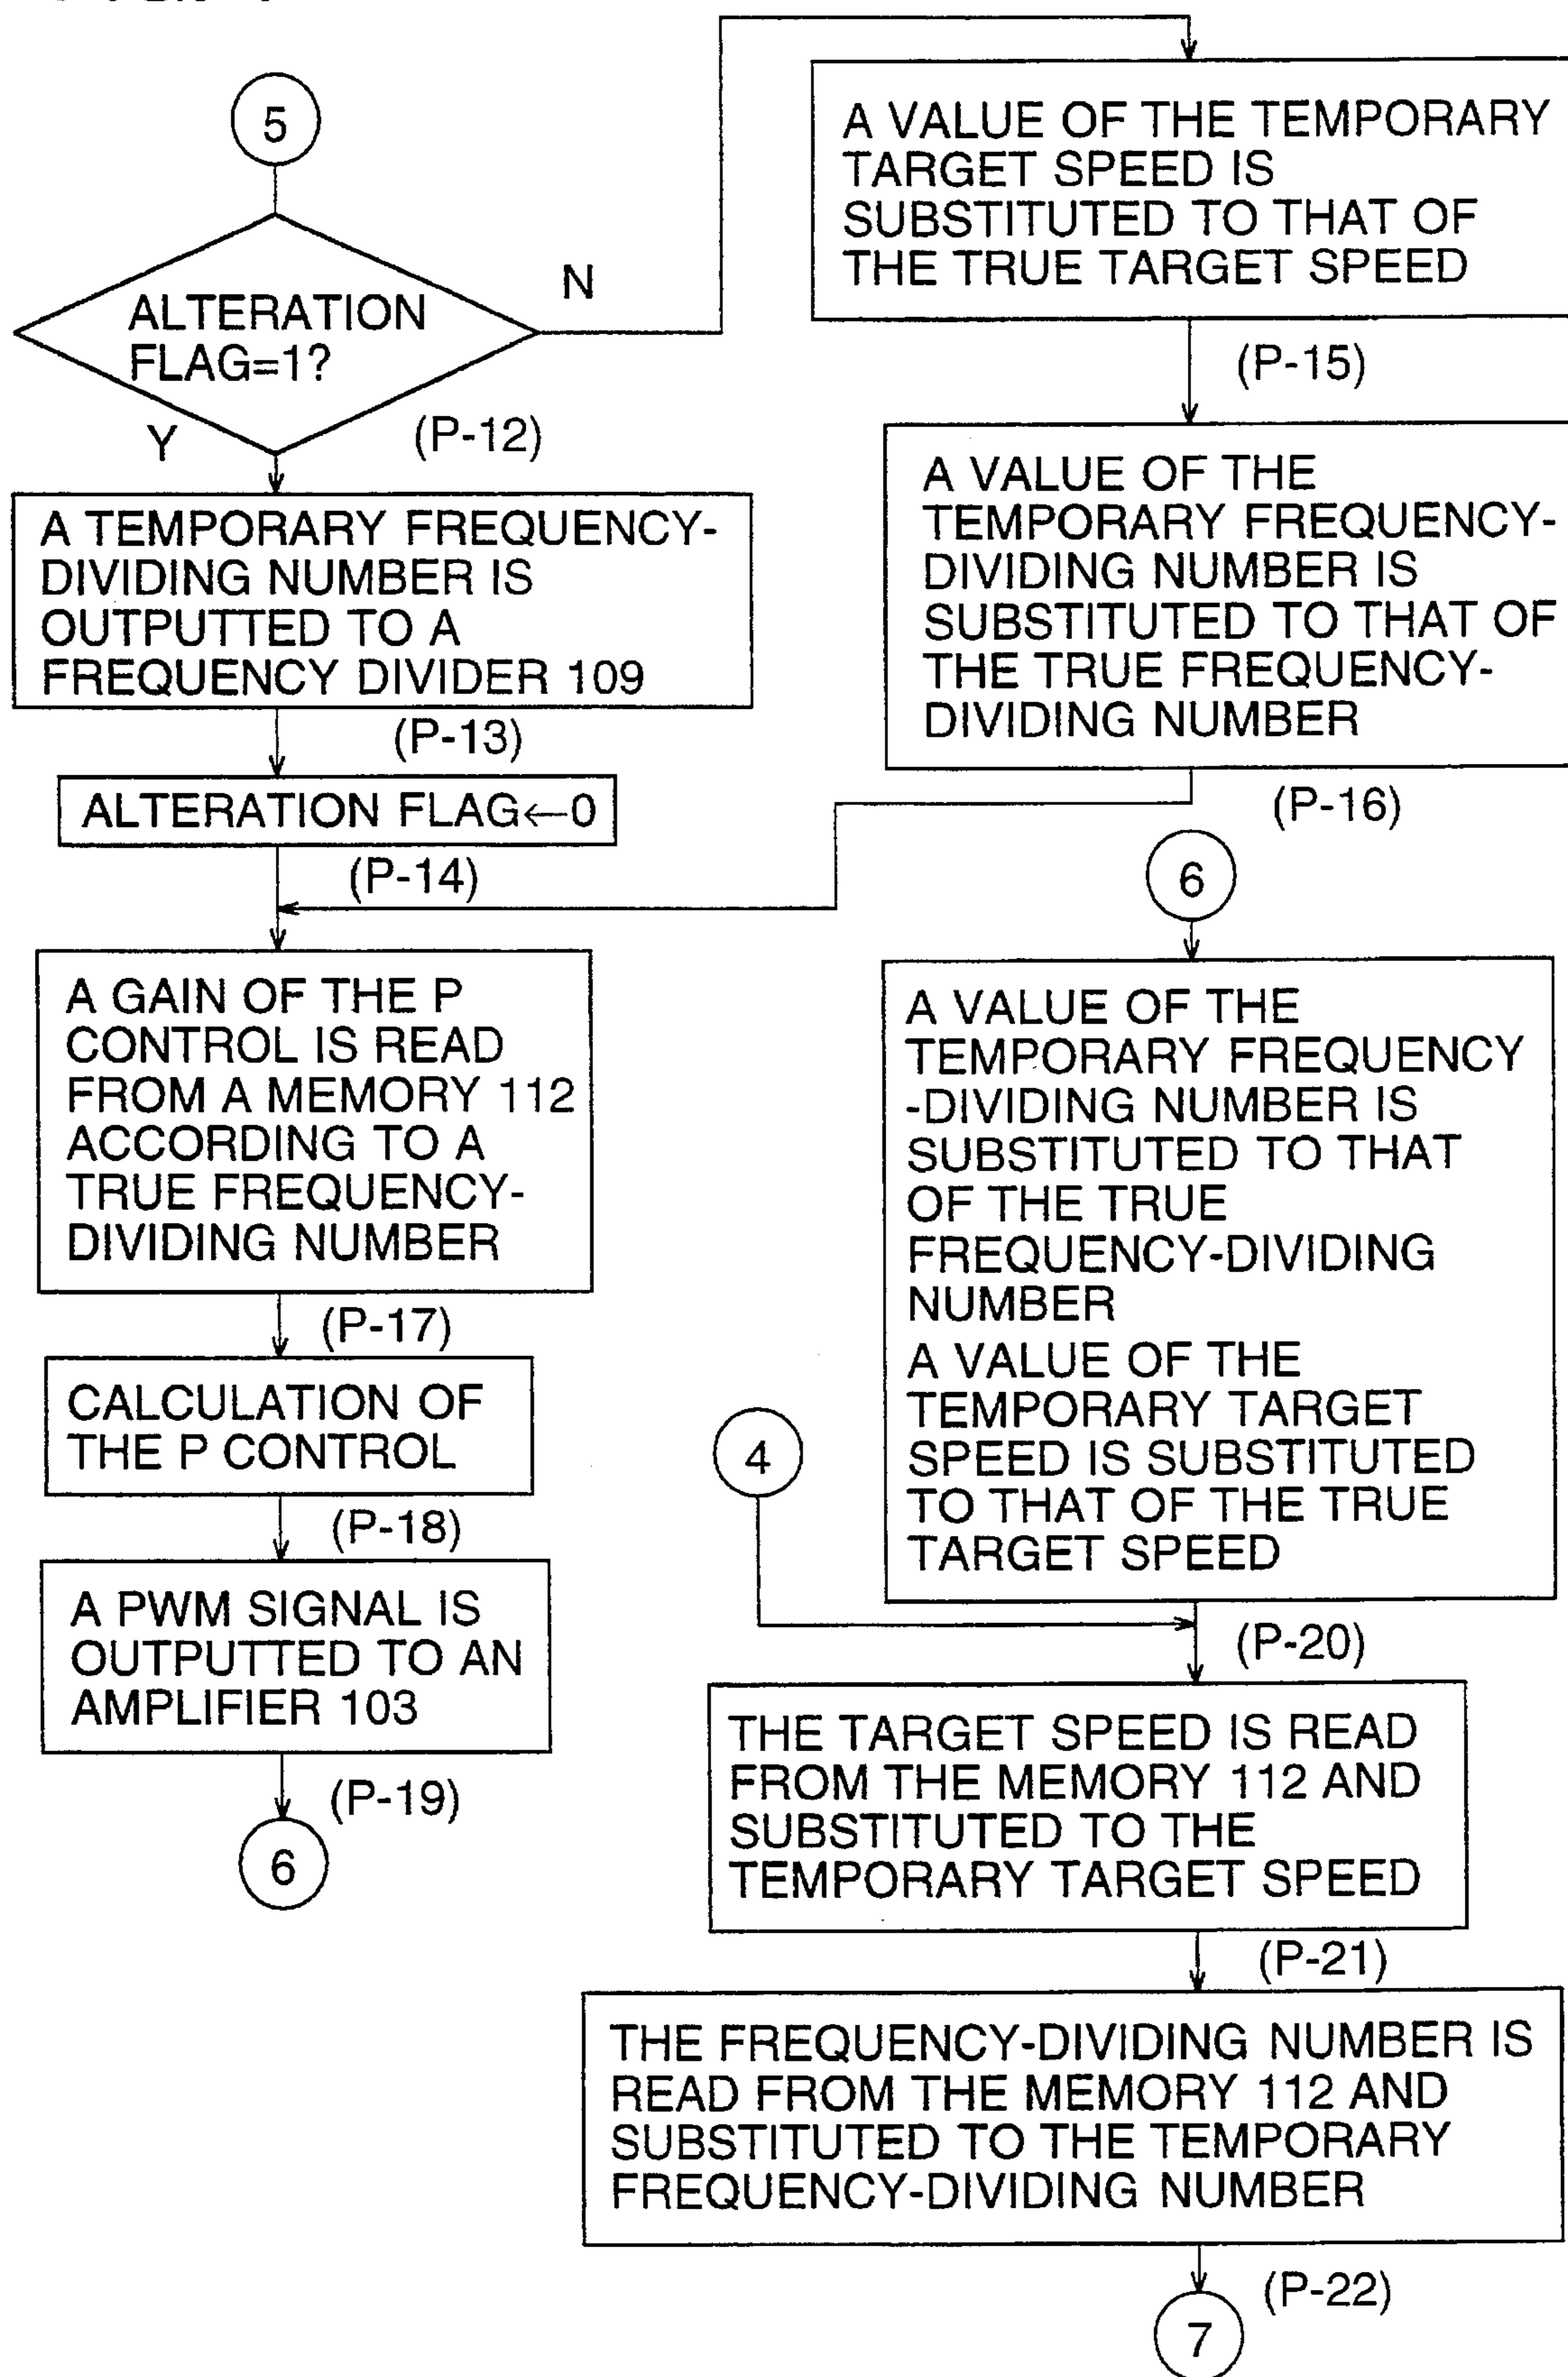 5
ALTERATION
FLAG=1?
N
Y
(P-12)
A TEMPORARY FREQUENCY-
DIVIDING NUMBER IS
OUTPUTTED TO A
FREQUENCY DIVIDER 109
(P-13)
ALTERATION FLAG←0
(P-14)
A GAIN OF THE P
CONTROL IS READ
FROM A MEMORY 112
ACCORDING TO A
TRUE FREQUENCY-
DIVIDING NUMBER
(P-17)
CALCULATION OF
THE P CONTROL
(P-18)
A PWM SIGNAL IS
OUTPUTTED TO AN
AMPLIFIER 103
(P-19)
6
A VALUE OF THE TEMPORARY
TARGET SPEED IS
SUBSTITUTED TO THAT OF
THE TRUE TARGET SPEED
(P-15)
A VALUE OF THE
TEMPORARY FREQUENCY-
DIVIDING NUMBER IS
SUBSTITUTED TO THAT OF
THE TRUE FREQUENCY-
DIVIDING NUMBER
(P-16)
6
A VALUE OF THE
TEMPORARY FREQUENCY
-DIVIDING NUMBER IS
SUBSTITUTED TO THAT
OF THE TRUE
FREQUENCY-DIVIDING
NUMBER
A VALUE OF THE
TEMPORARY TARGET
SPEED IS SUBSTITUTED
TO THAT OF THE TRUE
TARGET SPEED
4
(P-20)
THE TARGET SPEED IS READ
FROM THE MEMORY 112 AND
SUBSTITUTED TO THE
TEMPORARY TARGET SPEED
(P-21)
THE FREQUENCY-DIVIDING NUMBER IS
READ FROM THE MEMORY 112 AND
SUBSTITUTED TO THE TEMPORARY
FREQUENCY-DIVIDING NUMBER
(P-22)
7